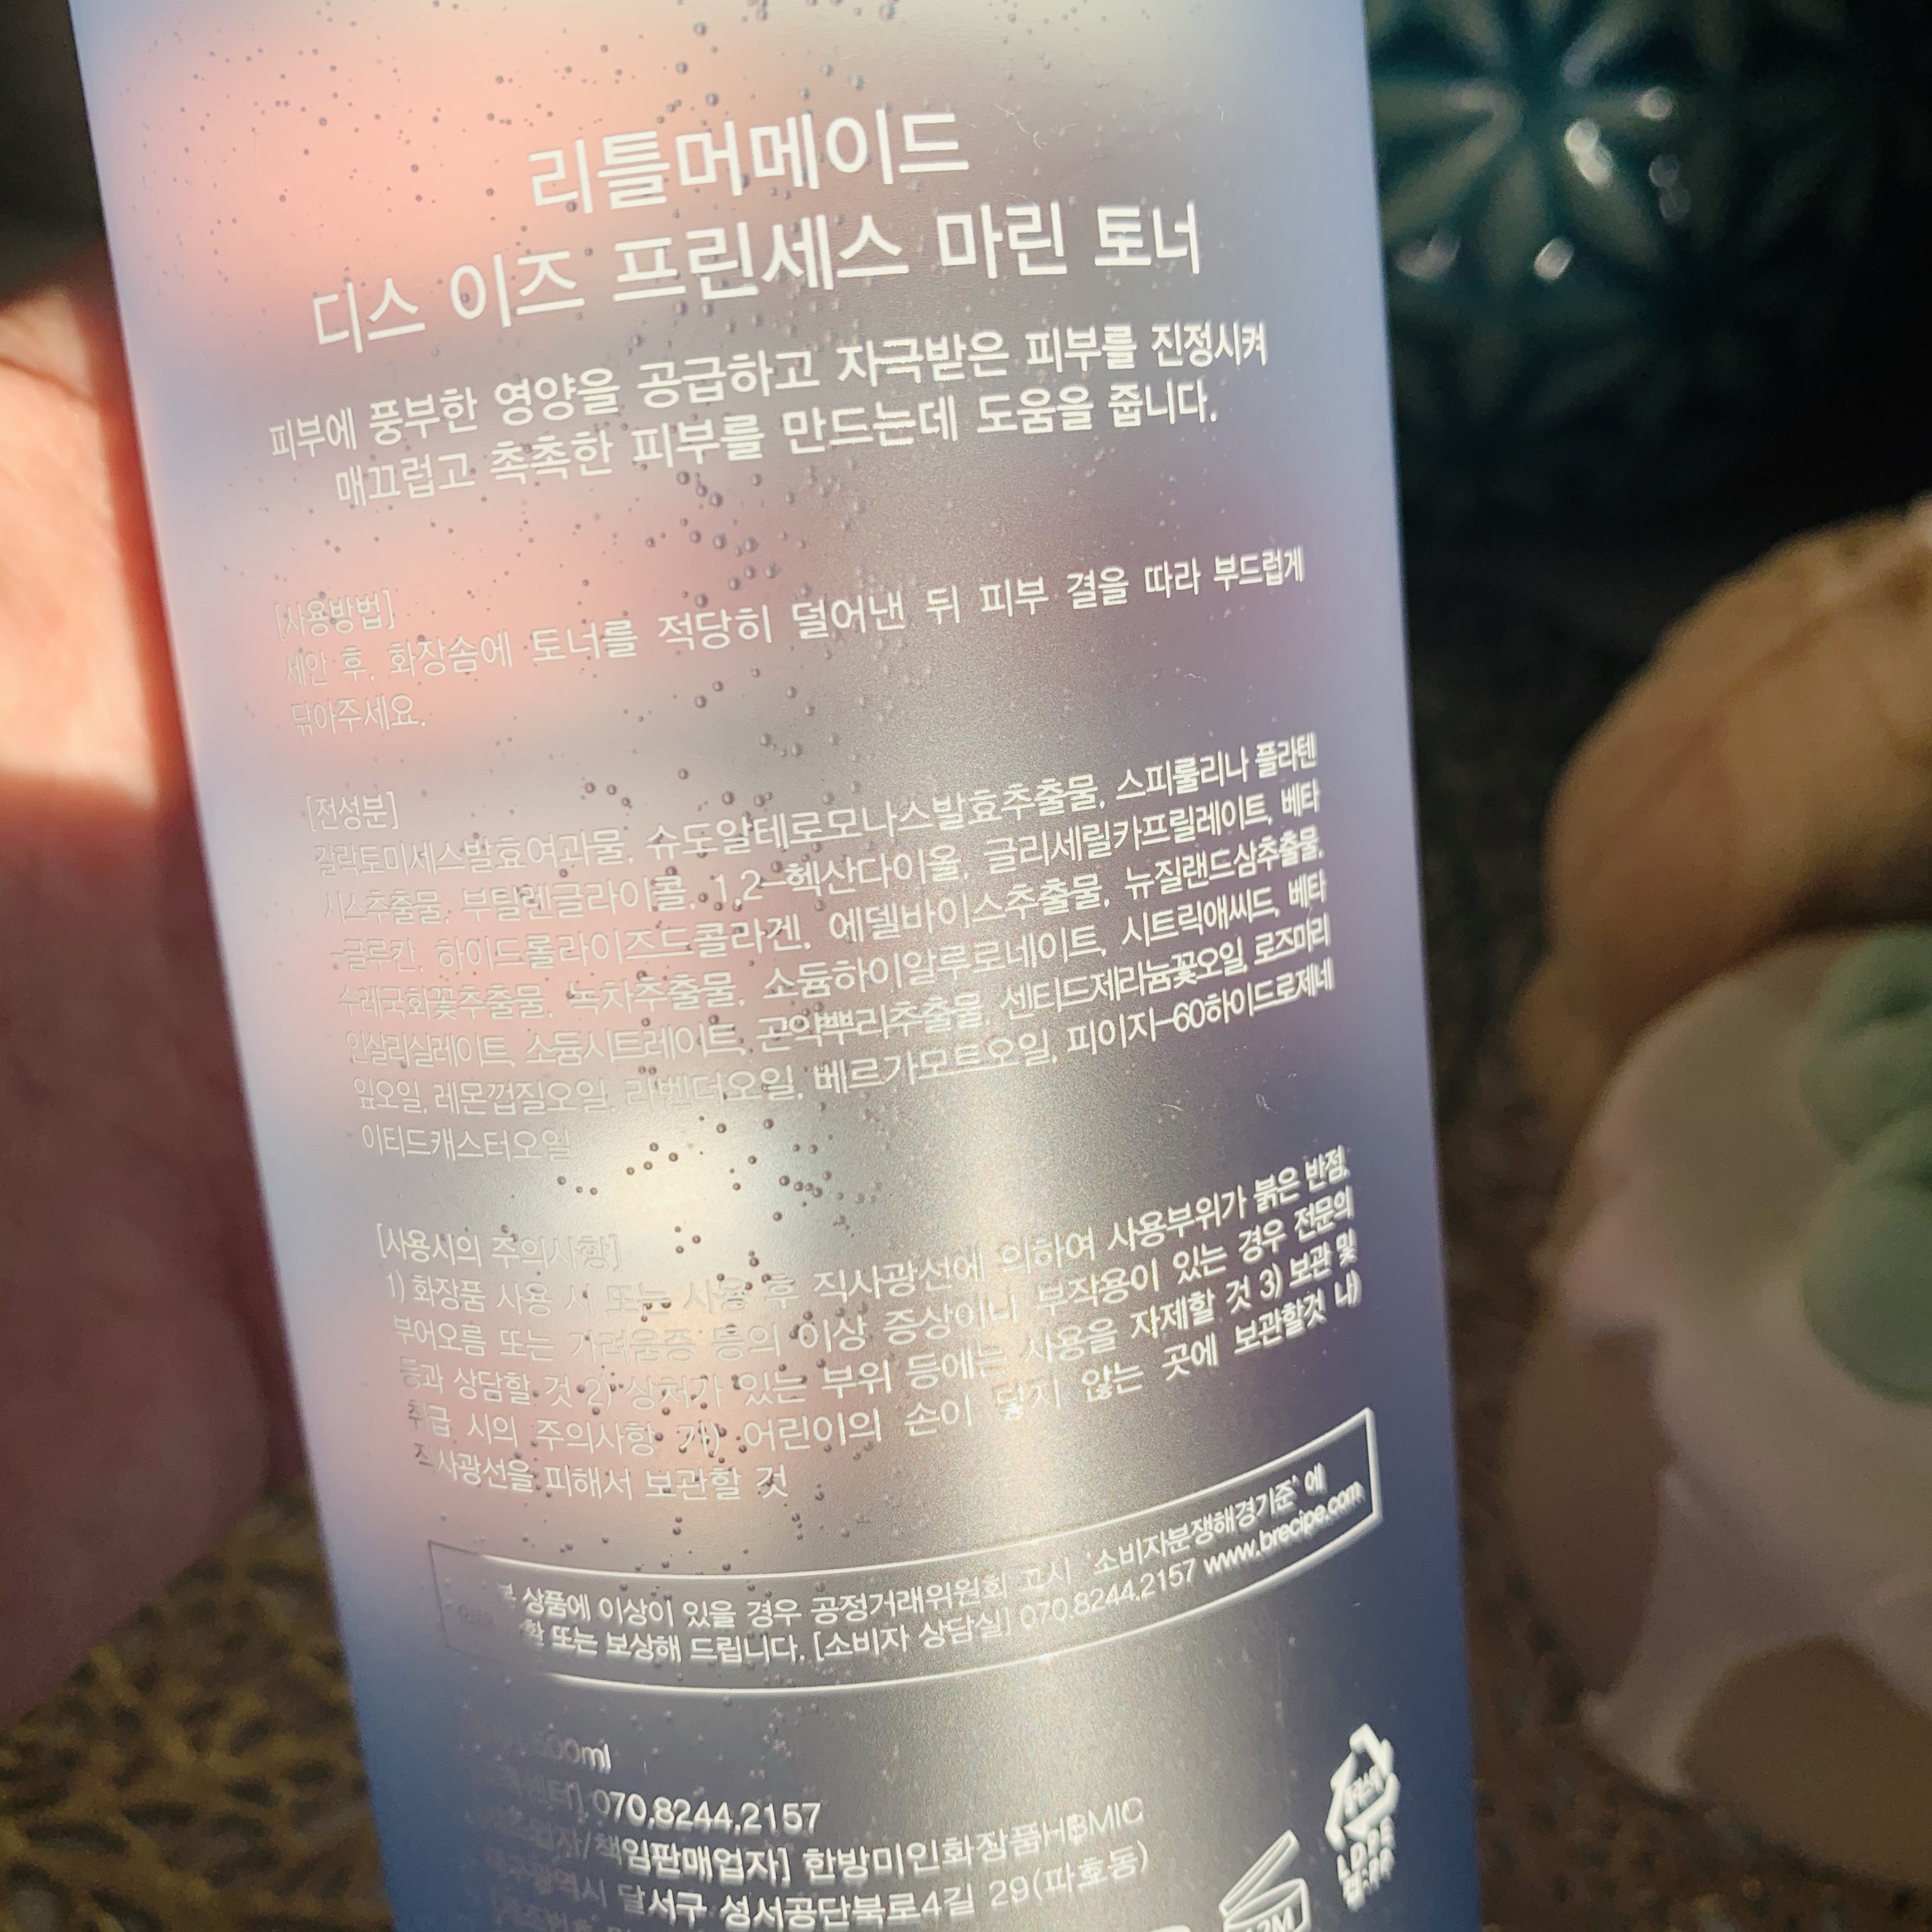 리틀머메이드
디스 이즈 프린세스 마린 토너
피부에 풍부한 영양을 공급하고 자극받은 피부를 진정시켜
매끄럽고 촉촉한 피부를 만드는데 도움을 줍니다.
[사용방법]
세안 후, 화장솜에 토너를 적당히 덜어낸 뒤 피부 결을 따라 부드럽게
닦아주세요.
[전성분]
갈락토미세스발효여과물, 슈도알테로모나스발효추출물, 스피룰리나 플라텐
시스추출물, 부틸렌글라이콜, 1,2-헥산다이올, 글리세릴카프릴레이트, 베타
-글루칸, 하이드롤라이즈드콜라겐, 에델바이스추출물, 뉴질랜드삼추출물,
수레국화꽃추출물, 녹차추출물, 소듐하이알루로네이트, 시트릭애씨드, 베타
인살리실레이트, 소듐시트레이트, 곤약뿌리추출물, 센티드제라늄꽃오일, 로즈마리
잎오일, 레몬껍질오일, 라벤더오일, 베르가모트오일, 피이지-60하이드로제네
이티드캐스터오일
[사용시의 주의사항]
1) 화장품 사용 시 또는 사용 후 직사광선에 의하여 사용부위가 붉은 반점,
부어오름 또는 가려움증 등의 이상 증상이나 부작용이 있는 경우 전문의
등과 상담할 것 2) 상처가 있는 부위 등에는 사용을 자제할 것 3) 보관 및
취급 시의 주의사항 가) 어린이의 손이 닿지 않는 곳에 보관할것 나)
직사광선을 피해서 보관할 것
본 상품에 이상이 있을 경우 공정거래위원회 고시 '소비자분쟁해경기준' 에
또는 보상해 드립니다. [소비자 상담실] 070.8244.2157 www.brecipe.com
070.8244.2157
책임판매업자] 한방미인화장품HBMIC
달서구 성서공단북로4길 29(파호동)
LDPE
12M